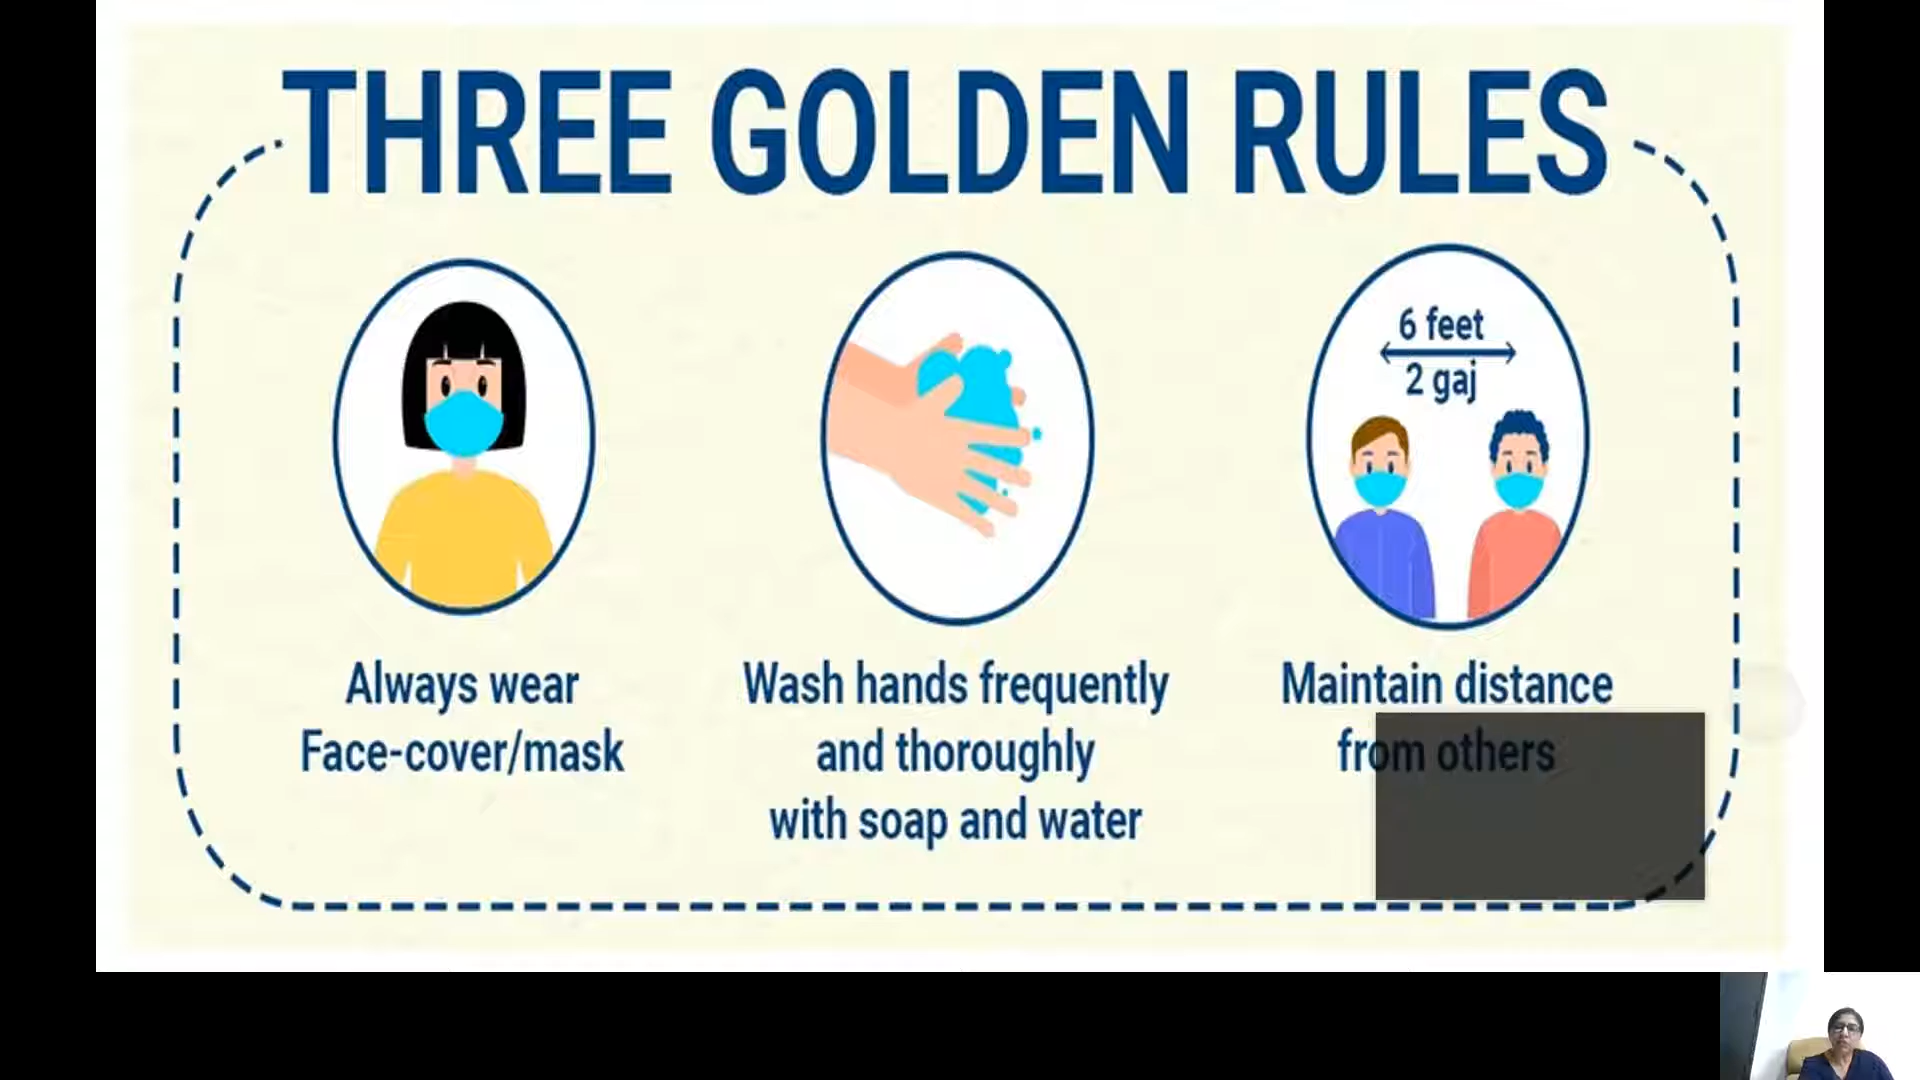 THREE GOLDEN RULES
6 feet
2 gaj
Always wear
Face-cover/mask
Wash hands frequently
and thoroughly
with soap and water
Maintain distance
from others